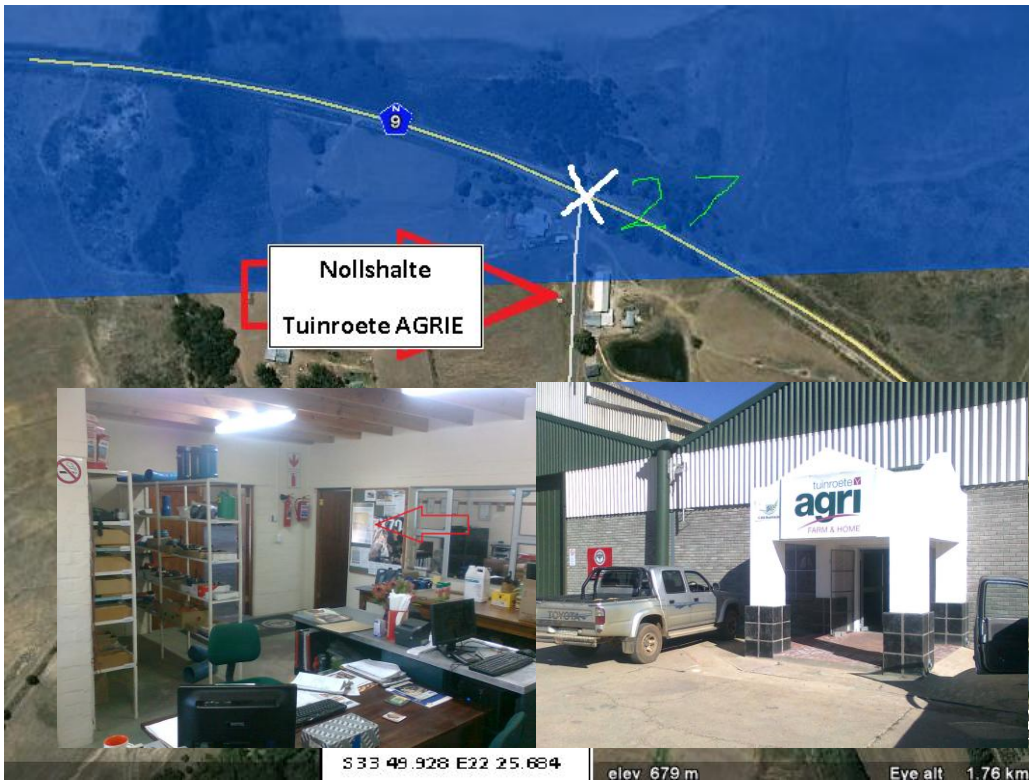 N
9
27
Nollshalte
Tuinroete AGRIE
70
tuinroete
agri
FARM & HOME
TOYOTA
S33 49.928 E22 25.684
elev 679 m
Eye alt 1.76 km